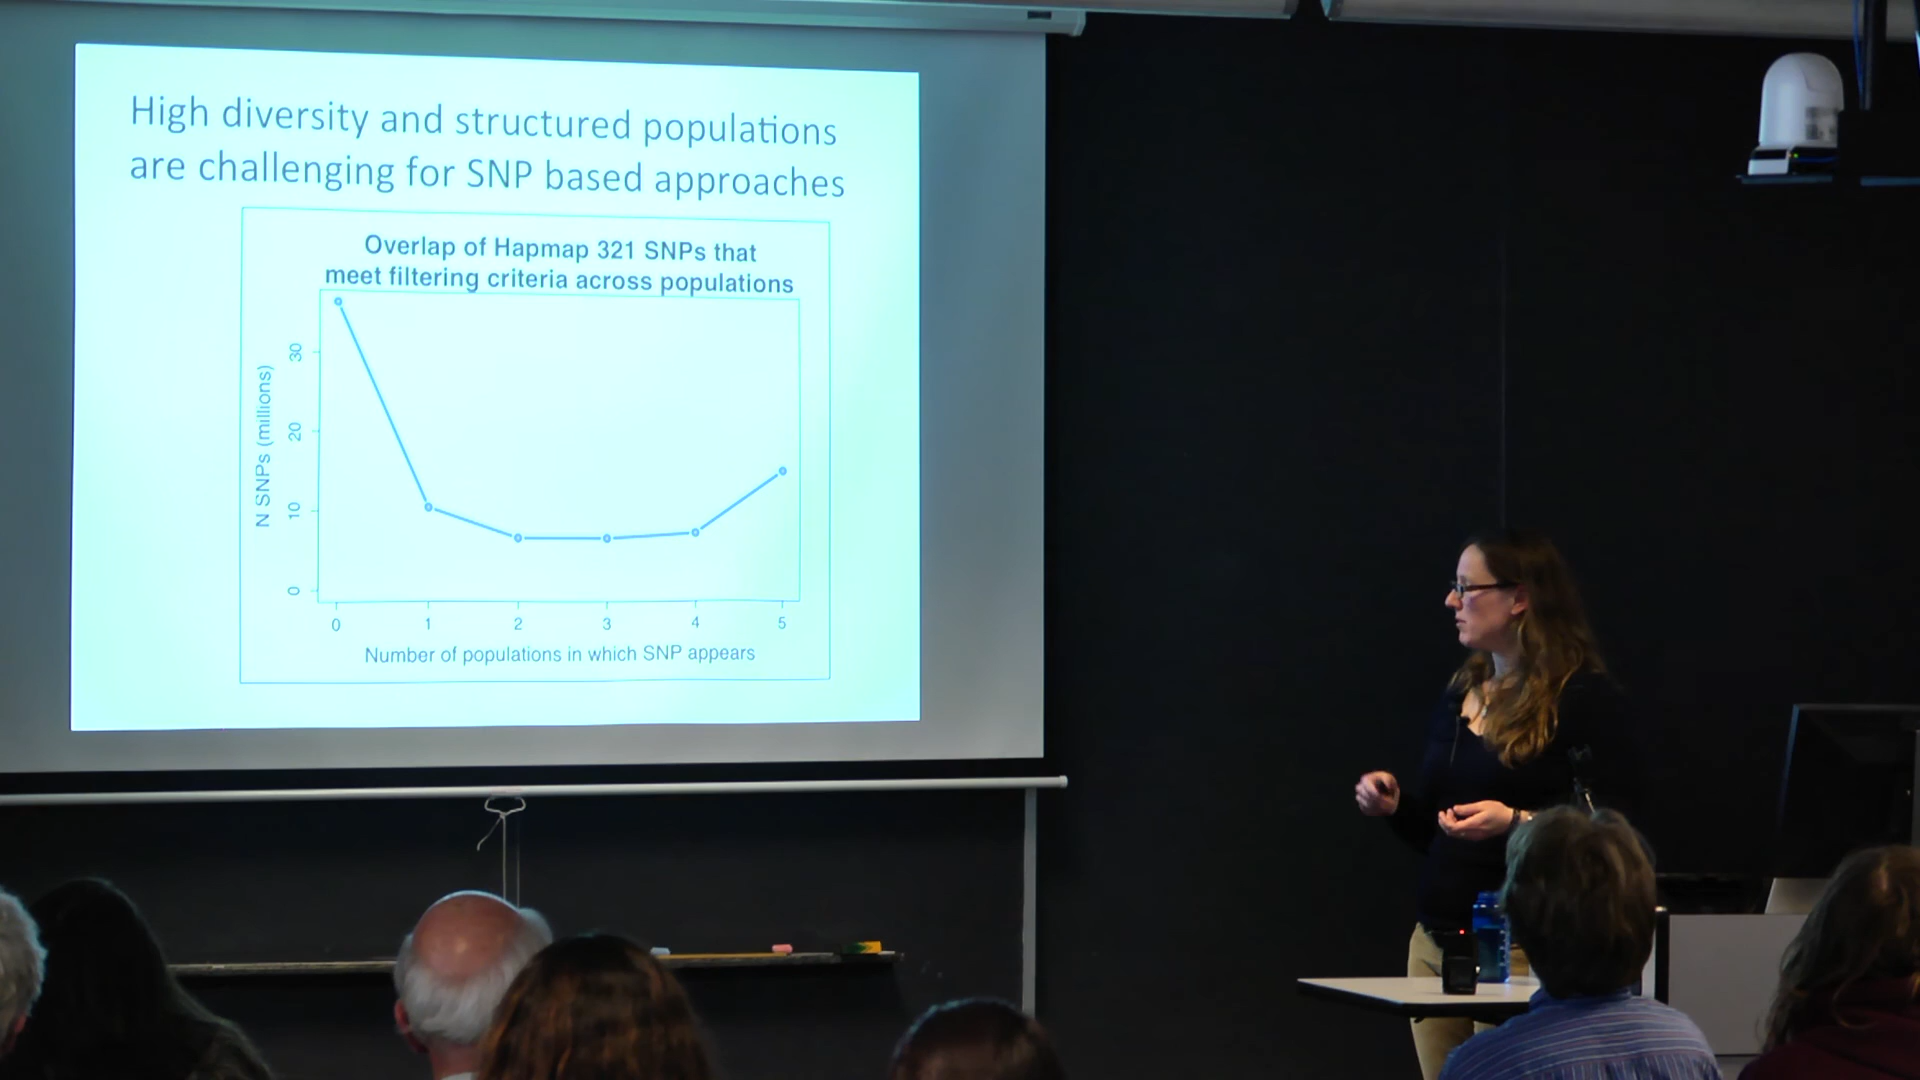 High diversity and structured populations
are challenging for SNP based approaches
Overlap of Hapmap 321 SNPs that
meet filtering criteria across populations
N SNPs (millions)
30
20
10
0
0 1 2 3 4 5
Number of populations in which SNP appears